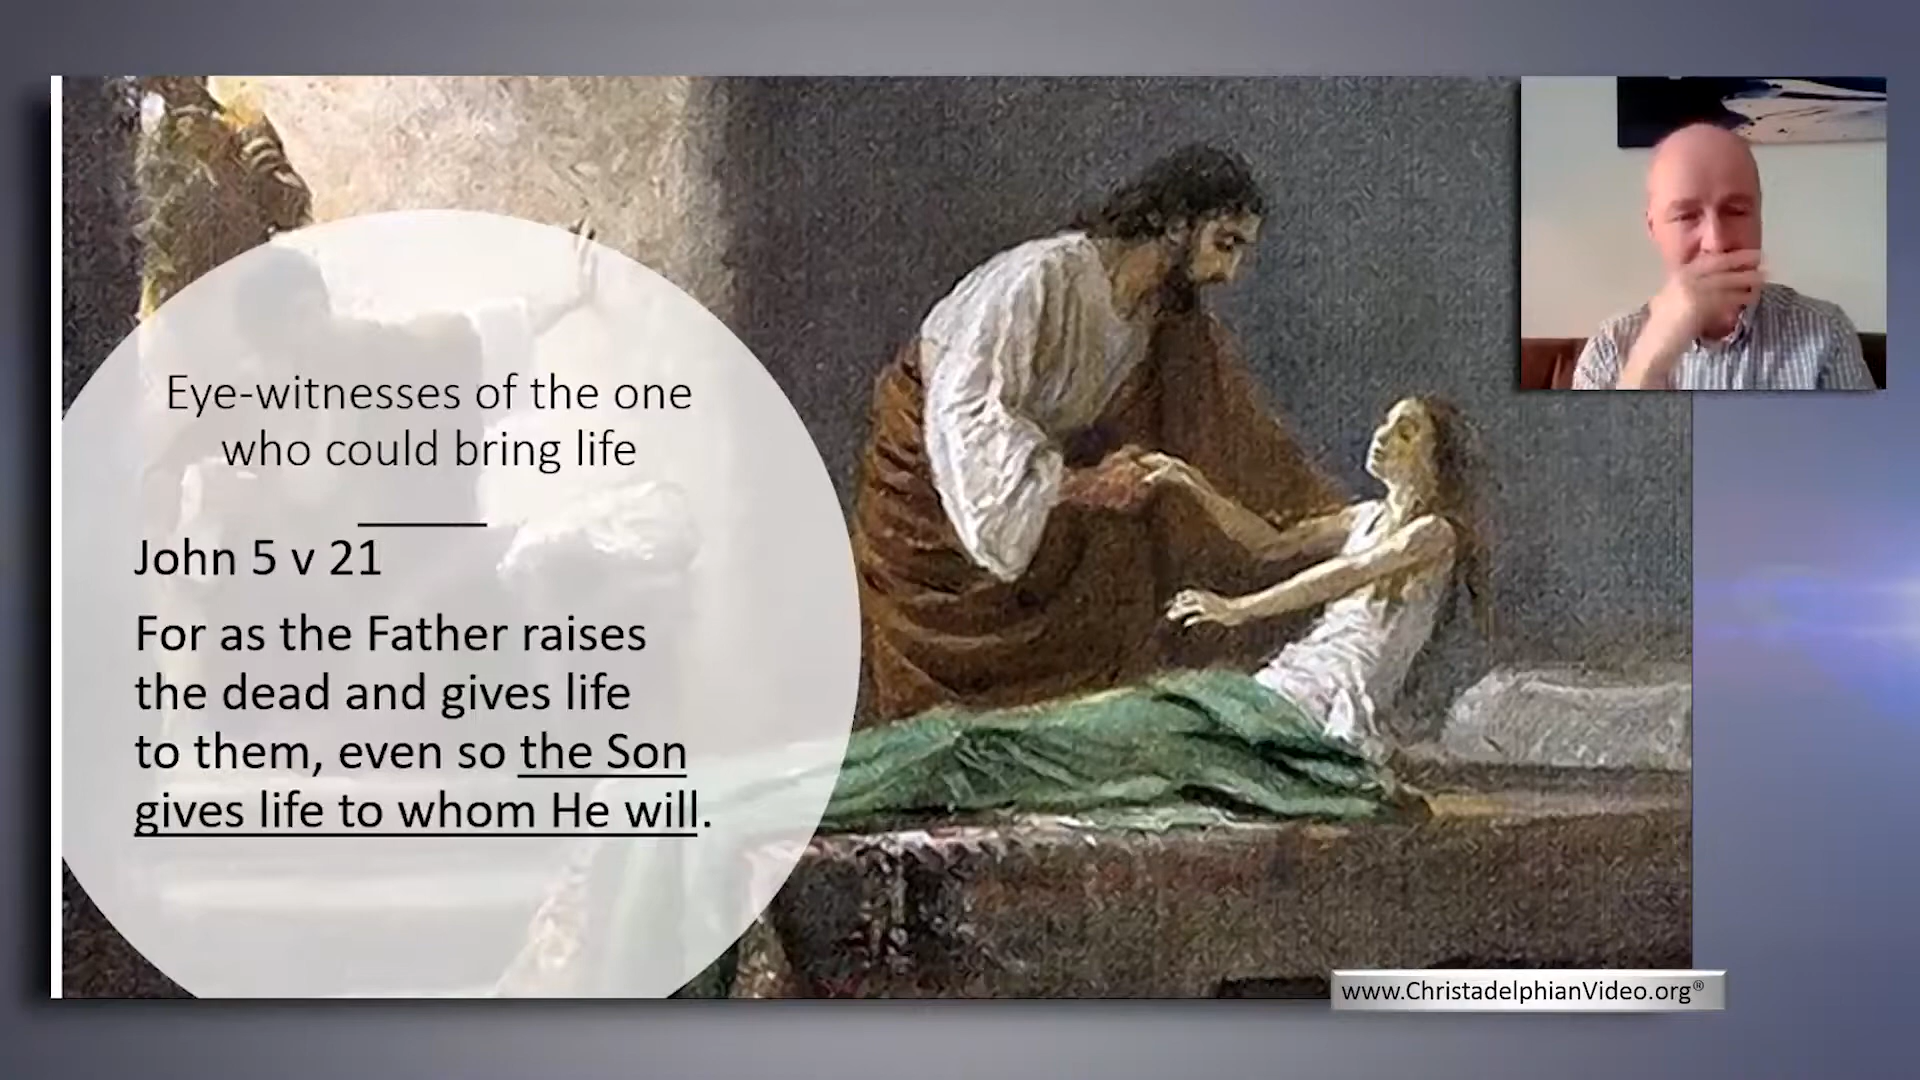 Eye-witnesses of the one
who could bring life
John 5 v 21
For as the Father raises
the dead and gives life
to them, even so the Son
gives life to whom He will.
www.ChristadelphianVideo.org®